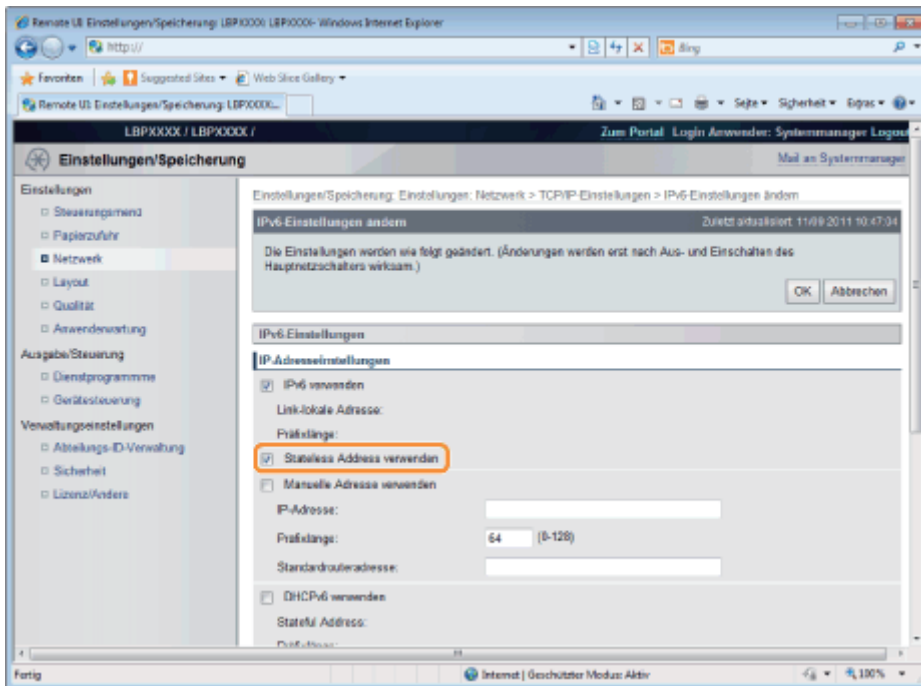 Remote UI: Einstellungen/Speicherung: LBPXXXX: LBPXXXX- Windows Internet Explorer
http://
Bing
Favoriten
Suggested Sites
Web Slice Gallery
Remote UI: Einstellungen/Speicherung: LBPXXXX:...
Seite
Sicherheit
Extras
LBPXXXX / LBPXXXX /
Zum Portal Login Anwender: Systemmanager Logout
Einstellungen/Speicherung
Mail an Systemmanager
Einstellungen
Steuerungsmenü
Papierzufuhr
Netzwerk
Layout
Qualität
Anwenderwartung
Ausgabe/Steuerung
Dienstprogrammme
Gerätesteuerung
Verwaltungseinstellungen
Abteilungs-ID-Verwaltung
Sicherheit
Lizenz/Andere
Einstellungen/Speicherung: Einstellungen: Netzwerk > TCP/IP-Einstellungen > IPv6-Einstellungen ändern
IPv6-Einstellungen ändern
Zuletzt aktualisiert: 11/09 2011 10:47:04
Die Einstellungen werden wie folgt geändert. (Änderungen werden erst nach Aus- und Einschalten des
Hauptnetzschalters wirksam.)
OK
Abbrechen
IPv6-Einstellungen
IP-Adresseinstellungen
IPv6 verwenden
Link-lokale Adresse:
Präfixlänge:
Stateless Address verwenden
Manuelle Adresse verwenden
IP-Adresse:
Präfixlänge:
64
(0-128)
Standardrouteradresse:
DHCPv6 verwenden
Stateful Address:
Präfixlänge:
Fertig
Internet | Geschützter Modus: Aktiv
100%